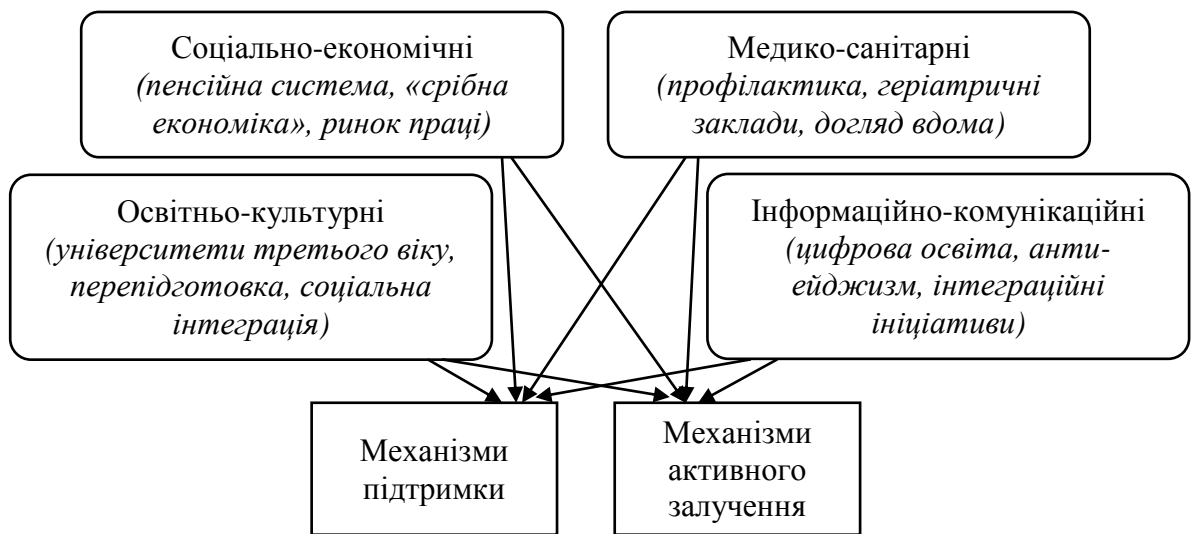 Соціально-економічні
(пенсійна система, «срібна
економіка», ринок праці)
Медико-санітарні
(профілактика, геріатричні
заклади, догляд вдома)
Освітньо-культурні
(університети третього віку,
перепідготовка, соціальна
інтеграція)
Інформаційно-комунікаційні
(цифрова освіта, анти-
ейджизм, інтеграційні
ініціативи)
Механізми
підтримки
Механізми
активного
залучення